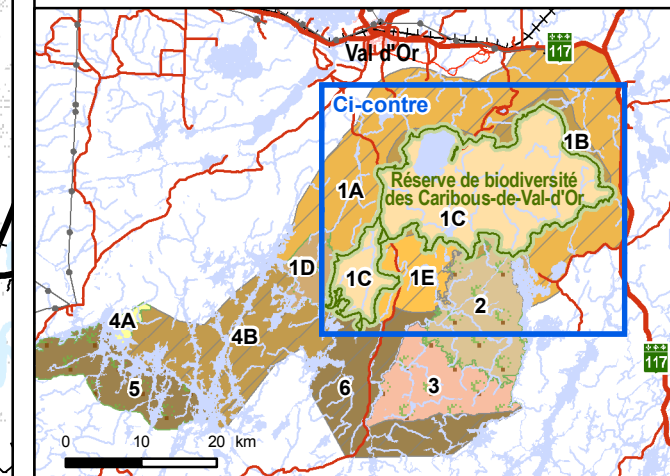 Val d'Or
117
Ci-contre
1B
1A
Réserve de biodiversité
des Caribous-de-Val-d'Or
1C
1D
1C
1E
2
4A
4B
117
5
6
3
0 10 20 km